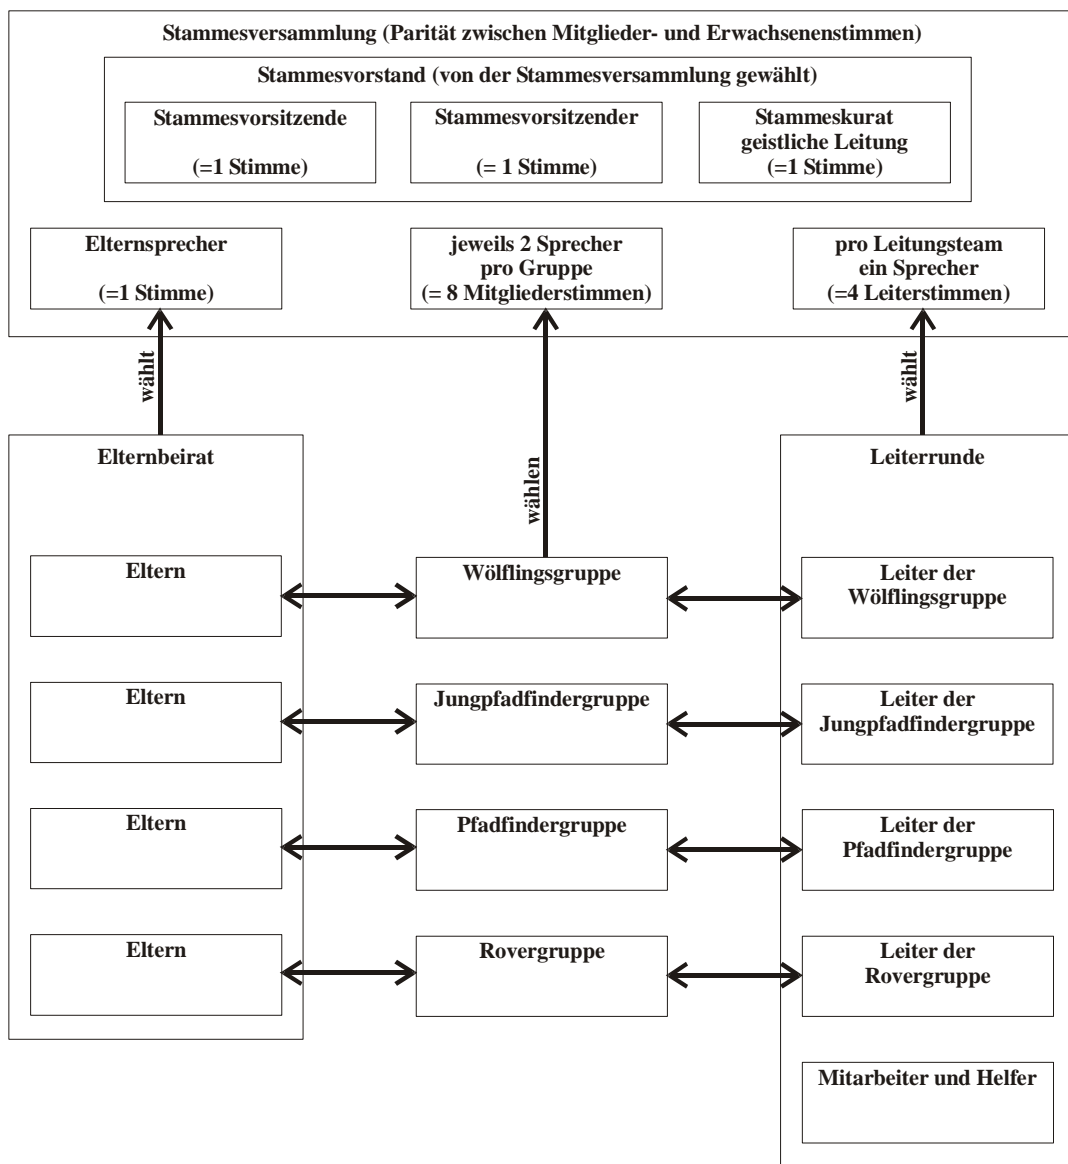 Stammesversammlung (Parität zwischen Mitglieder- und Erwachsenenstimmen)
Stammesvorstand (von der Stammesversammlung gewählt)
Stammesvorsitzende
(=1 Stimme)
Stammesvorsitzender
(= 1 Stimme)
Stammeskurat
geistliche Leitung
(=1 Stimme)
Elternsprecher
(=1 Stimme)
jeweils 2 Sprecher
pro Gruppe
(= 8 Mitgliederstimmen)
pro Leitungsteam
ein Sprecher
(=4 Leiterstimmen)
wählt
wählen
wählt
Elternbeirat
Leiterrunde
Eltern
Wölflingsgruppe
Leiter der
Wölflingsgruppe
Eltern
Jungpfadfindergruppe
Leiter der
Jungpfadfindergruppe
Eltern
Pfadfindergruppe
Leiter der
Pfadfindergruppe
Eltern
Rovergruppe
Leiter der
Rovergruppe
Mitarbeiter und Helfer